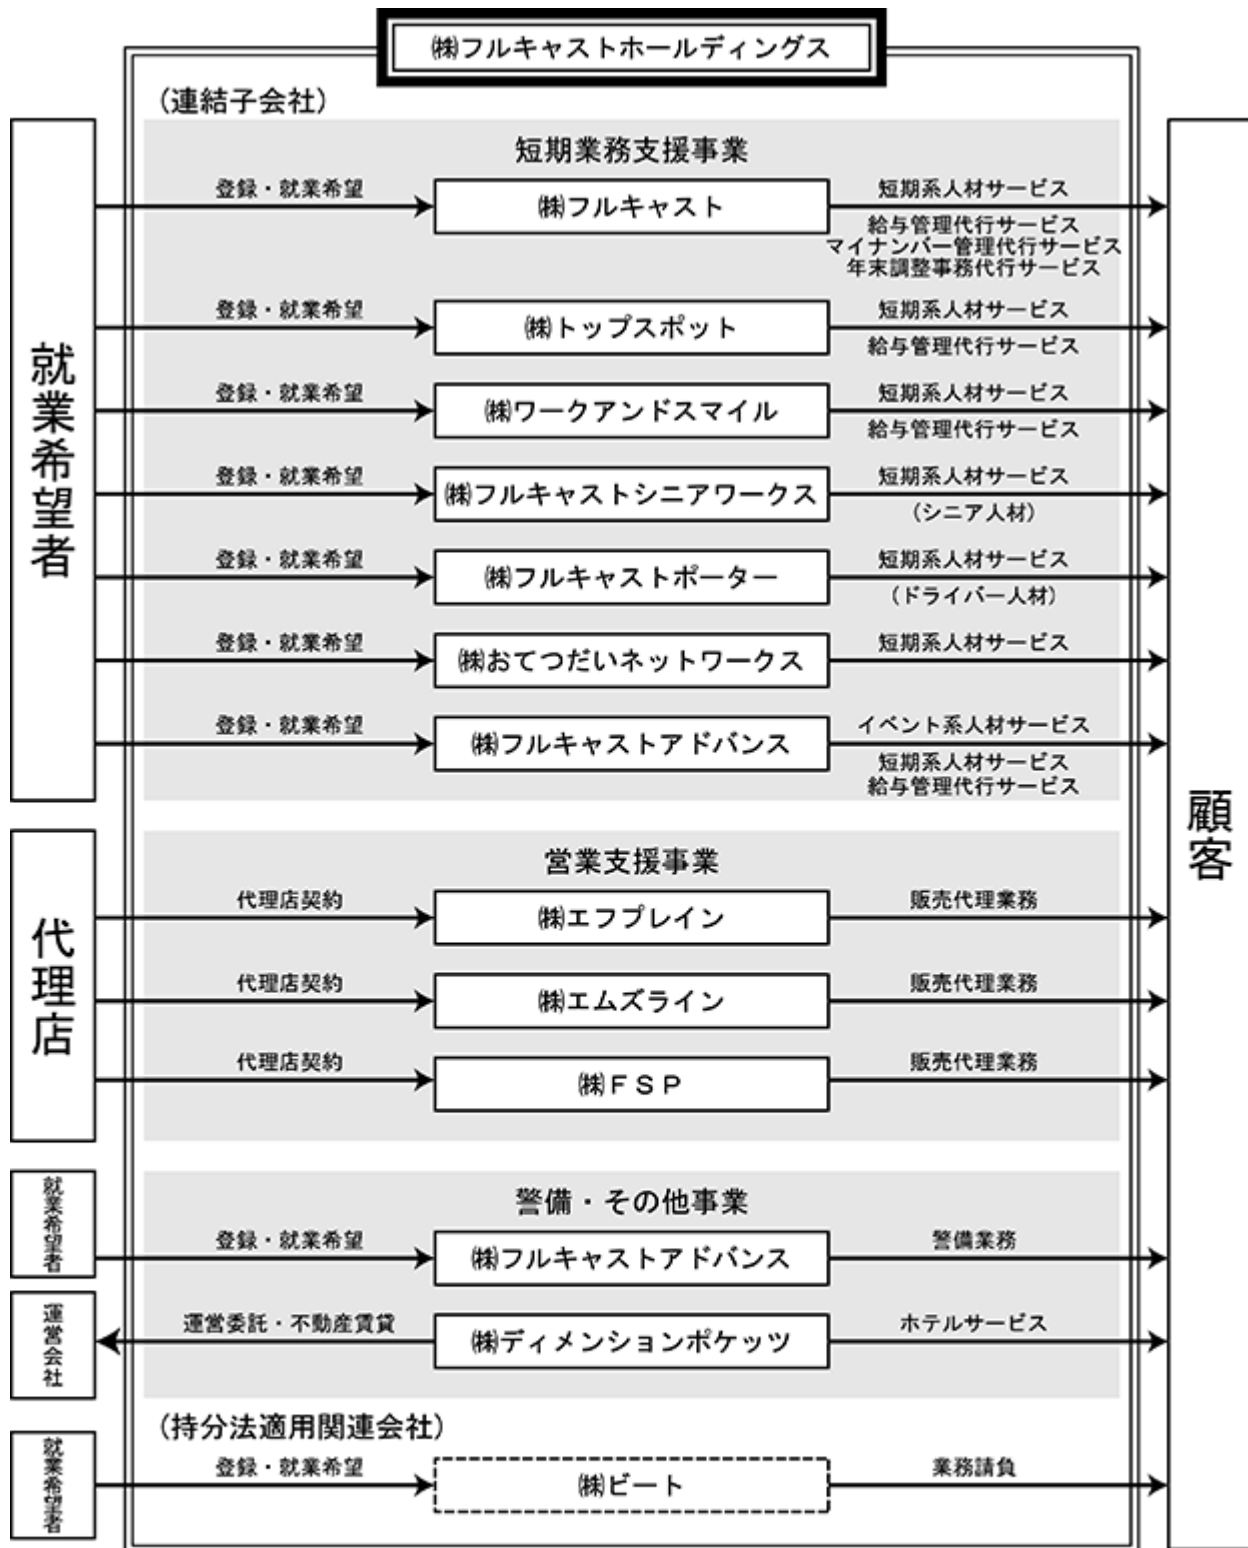 ㈱フルキャストホールディングス
（連結子会社）
短期業務支援事業
就業希望者
登録・就業希望
㈱フルキャスト
短期系人材サービス
給与管理代行サービス
マイナンバー管理代行サービス
年末調整事務代行サービス
登録・就業希望
㈱トップスポット
短期系人材サービス
給与管理代行サービス
登録・就業希望
㈱ワークアンドスマイル
短期系人材サービス
給与管理代行サービス
登録・就業希望
㈱フルキャストシニアワークス
短期系人材サービス
（シニア人材）
登録・就業希望
㈱フルキャストポーター
短期系人材サービス
（ドライバー人材）
登録・就業希望
㈱おてつだいネットワークス
短期系人材サービス
登録・就業希望
㈱フルキャストアドバンス
イベント系人材サービス
短期系人材サービス
給与管理代行サービス
顧客
営業支援事業
代理店
代理店契約
㈱エフプレイン
販売代理業務
代理店契約
㈱エムズライン
販売代理業務
代理店契約
㈱ＦＳＰ
販売代理業務
警備・その他事業
就業希望者
登録・就業希望
㈱フルキャストアドバンス
警備業務
運営会社
運営委託・不動産賃貸
㈱ディメンションポケッツ
ホテルサービス
（持分法適用関連会社）
就業希望者
登録・就業希望
㈱ビート
業務請負